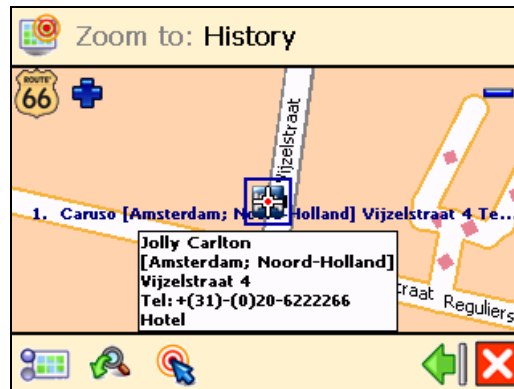 Zoom to: History
ROUTE
66
Vijzelstraat
1. Caruso [Amsterdam; Noord-Holland] Vijzelstraat 4 Te...
Jolly Carlton
[Amsterdam; Noord-Holland]
Vijzelstraat 4
Tel:+(31)-(0)20-6222266
Hotel
traat Reguliers